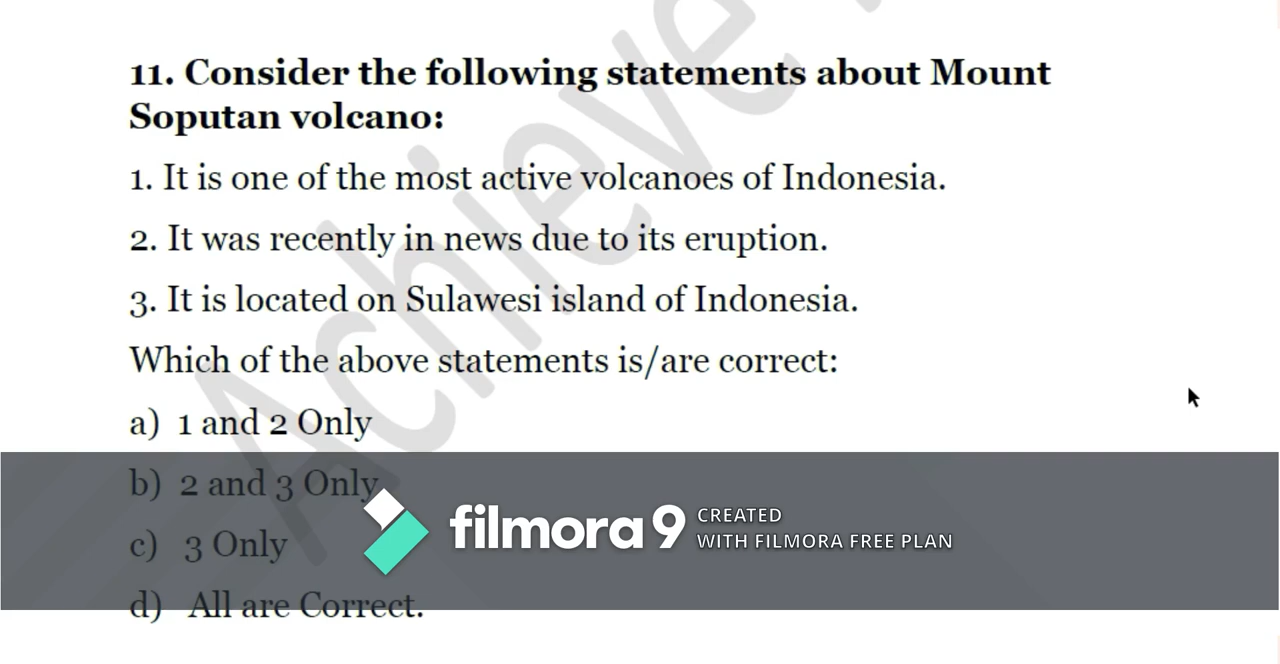 11. Consider the following statements about Mount
Soputan volcano:
1. It is one of the most active volcanoes of Indonesia.
2. It was recently in news due to its eruption.
3. It is located on Sulawesi island of Indonesia.
Which of the above statements is/are correct:
a) 1 and 2 Only
b) 2 and 3 Only
c) 3 Only
d) All are Correct.
Achieve
filmora9 CREATED
WITH FILMORA FREE PLAN